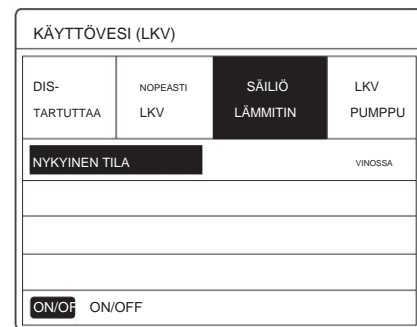 KÄYTTÖVESI (LKV)
DIS- NOPEASTI SÄILIÖ LKV
TARTUTTAA LKV LÄMMITIN PUMPPU
NYKYINEN TILA VINOSSA
ON/OF ON/OFF